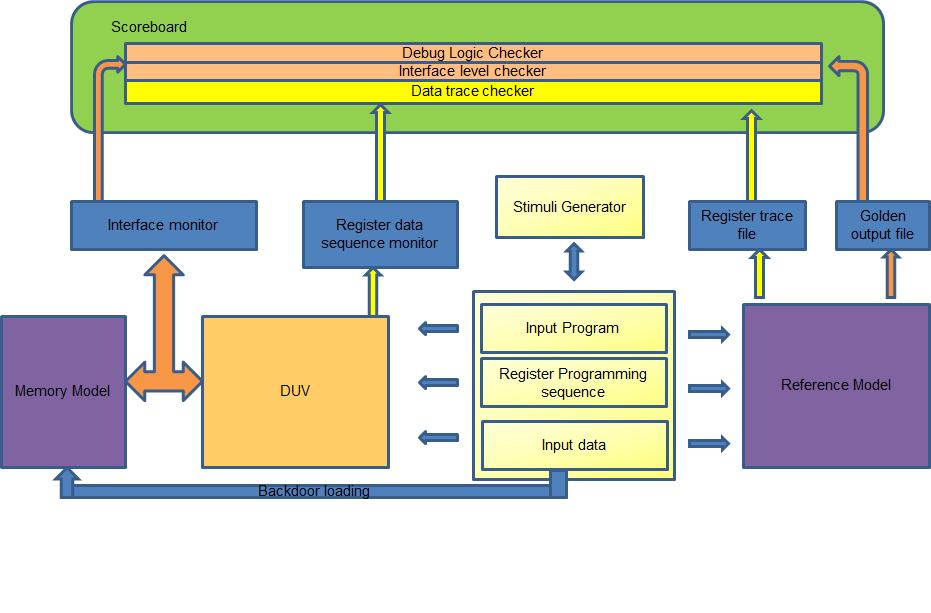 Scoreboard
Debug Logic Checker
Interface level checker
Data trace checker
Interface monitor
Register data
sequence monitor
Stimuli Generator
Register trace
file
Golden
output file
Memory Model
DUV
Input Program
Register Programming
sequence
Input data
Reference Model
Backdoor loading